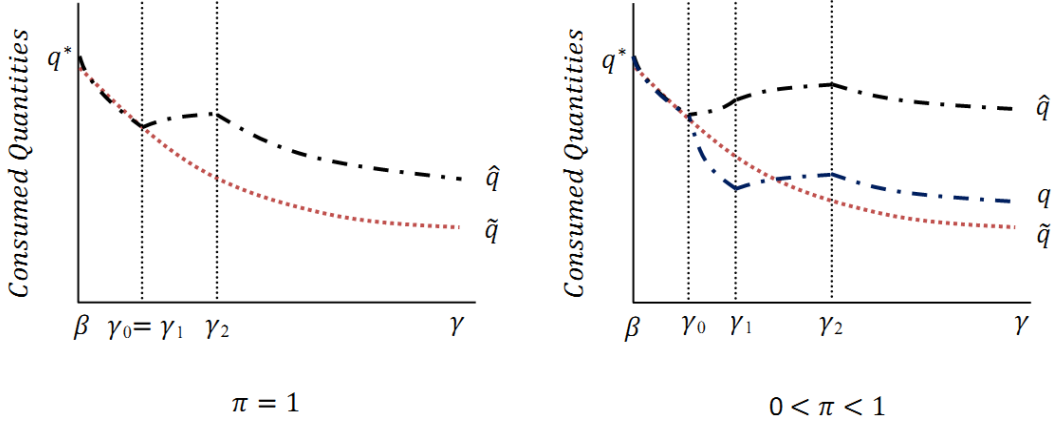 Consumed Quantities
q*
q̂
q̃
β
γ₀= γ₁
γ₂
γ
π = 1
Consumed Quantities
q*
q̂
q
q̃
β
γ₀
γ₁
γ₂
γ
0 < π < 1